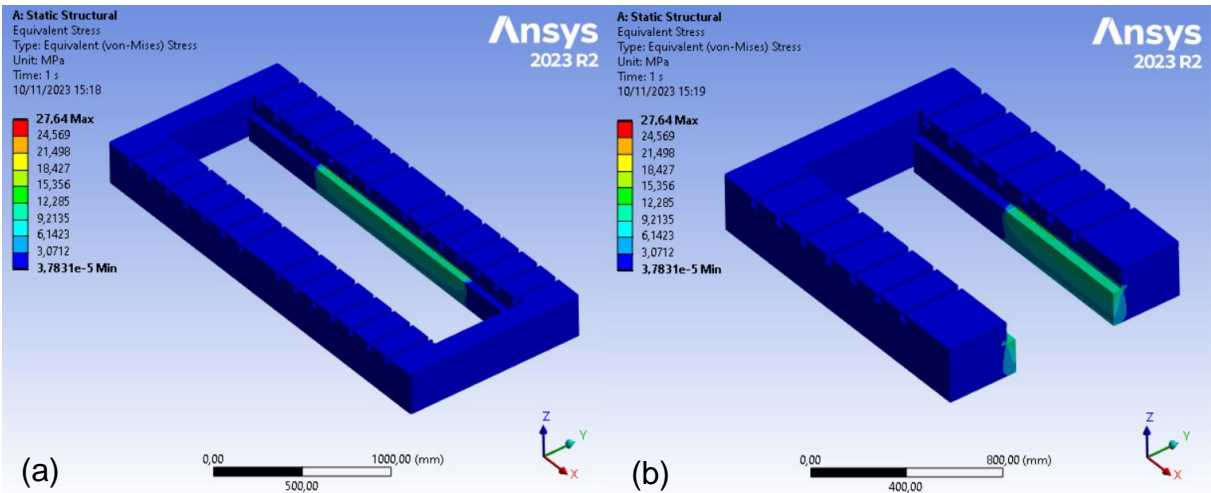 A: Static Structural
Equivalent Stress
Type: Equivalent (von-Mises) Stress
Unit: MPa
Time: 1 s
10/11/2023 15:18
Ansys
2023 R2
27,64 Max
24,569
21,498
18,427
15,356
12,285
9,2135
6,1423
3,0712
3,7831e-5 Min
Z
Y
X
0,00
1000,00 (mm)
500,00
(a)
A: Static Structural
Equivalent Stress
Type: Equivalent (von-Mises) Stress
Unit: MPa
Time: 1 s
10/11/2023 15:19
Ansys
2023 R2
27,64 Max
24,569
21,498
18,427
15,356
12,285
9,2135
6,1423
3,0712
3,7831e-5 Min
Z
Y
X
0,00
800,00 (mm)
400,00
(b)